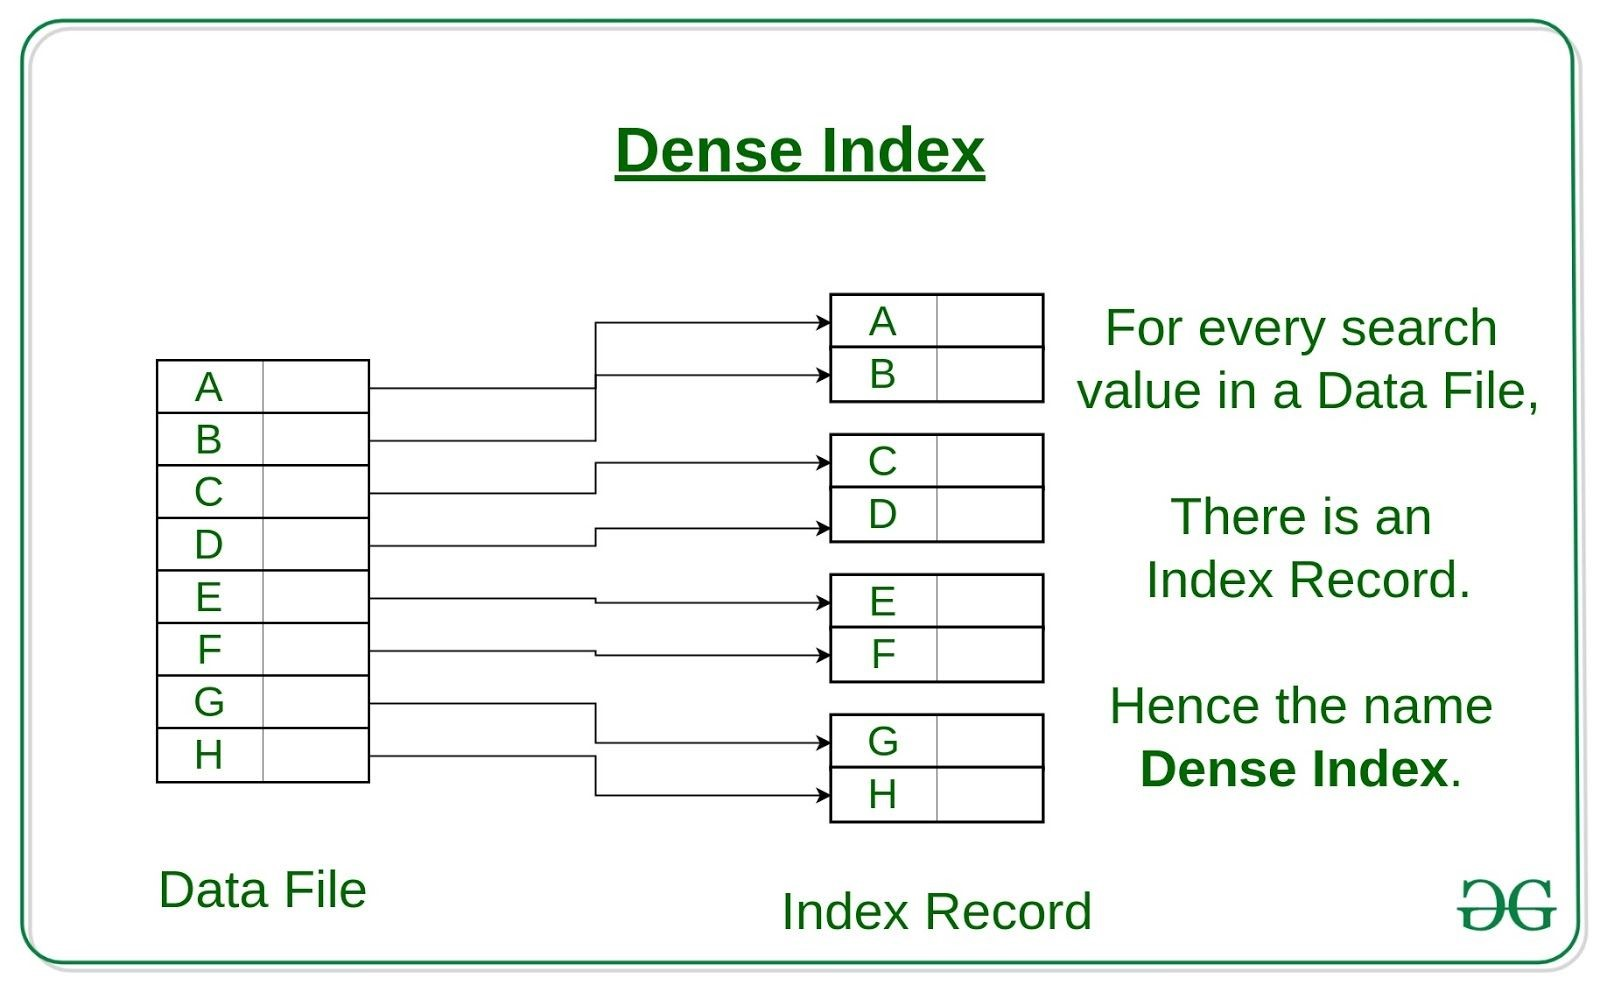 Dense Index
A
B
C
D
E
F
G
H
Data File
A
B
C
D
E
F
G
H
Index Record
For every search
value in a Data File,
There is an
Index Record.
Hence the name
Dense Index.
GG